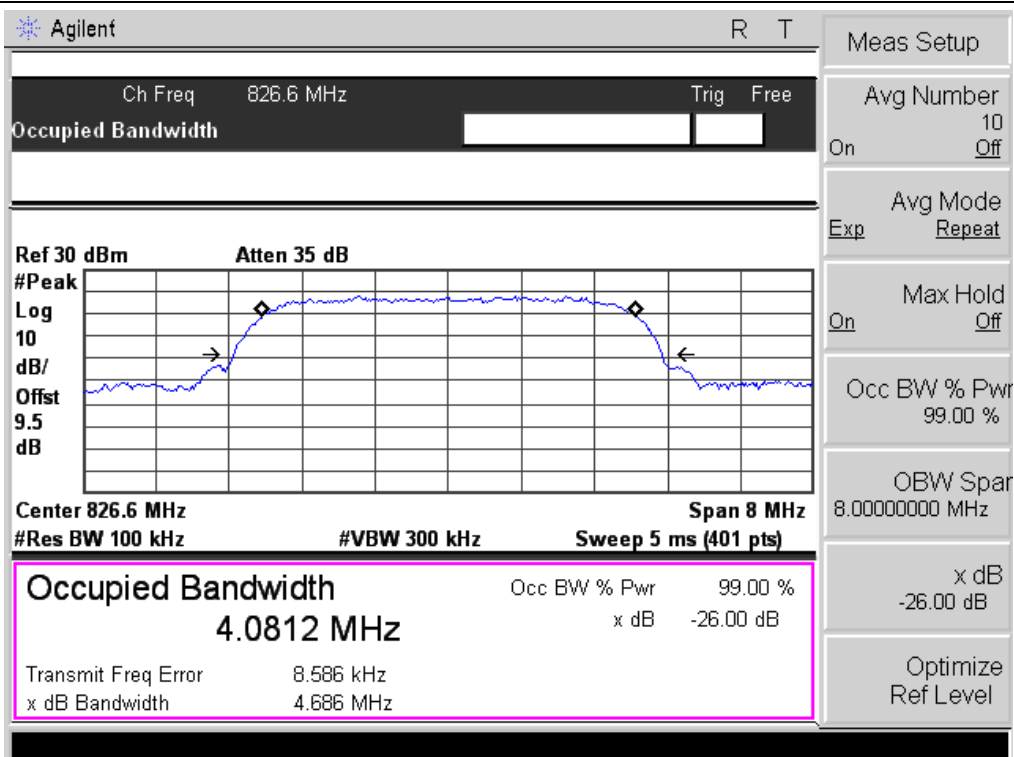 Agilent R T
Ch Freq 826.6 MHz Trig Free
Occupied Bandwidth
Ref 30 dBm Atten 35 dB
#Peak
Log
10
dB/
Offst
9.5
dB
Center 826.6 MHz Span 8 MHz
#Res BW 100 kHz #VBW 300 kHz Sweep 5 ms (401 pts)
Occupied Bandwidth
4.0812 MHz
Occ BW % Pwr 99.00 %
x dB -26.00 dB
Transmit Freq Error 8.586 kHz
x dB Bandwidth 4.686 MHz
Meas Setup
Avg Number
10
On Off
Avg Mode
Exp Repeat
Max Hold
On Off
Occ BW % Pwr
99.00 %
OBW Span
8.00000000 MHz
x dB
-26.00 dB
Optimize
Ref Level